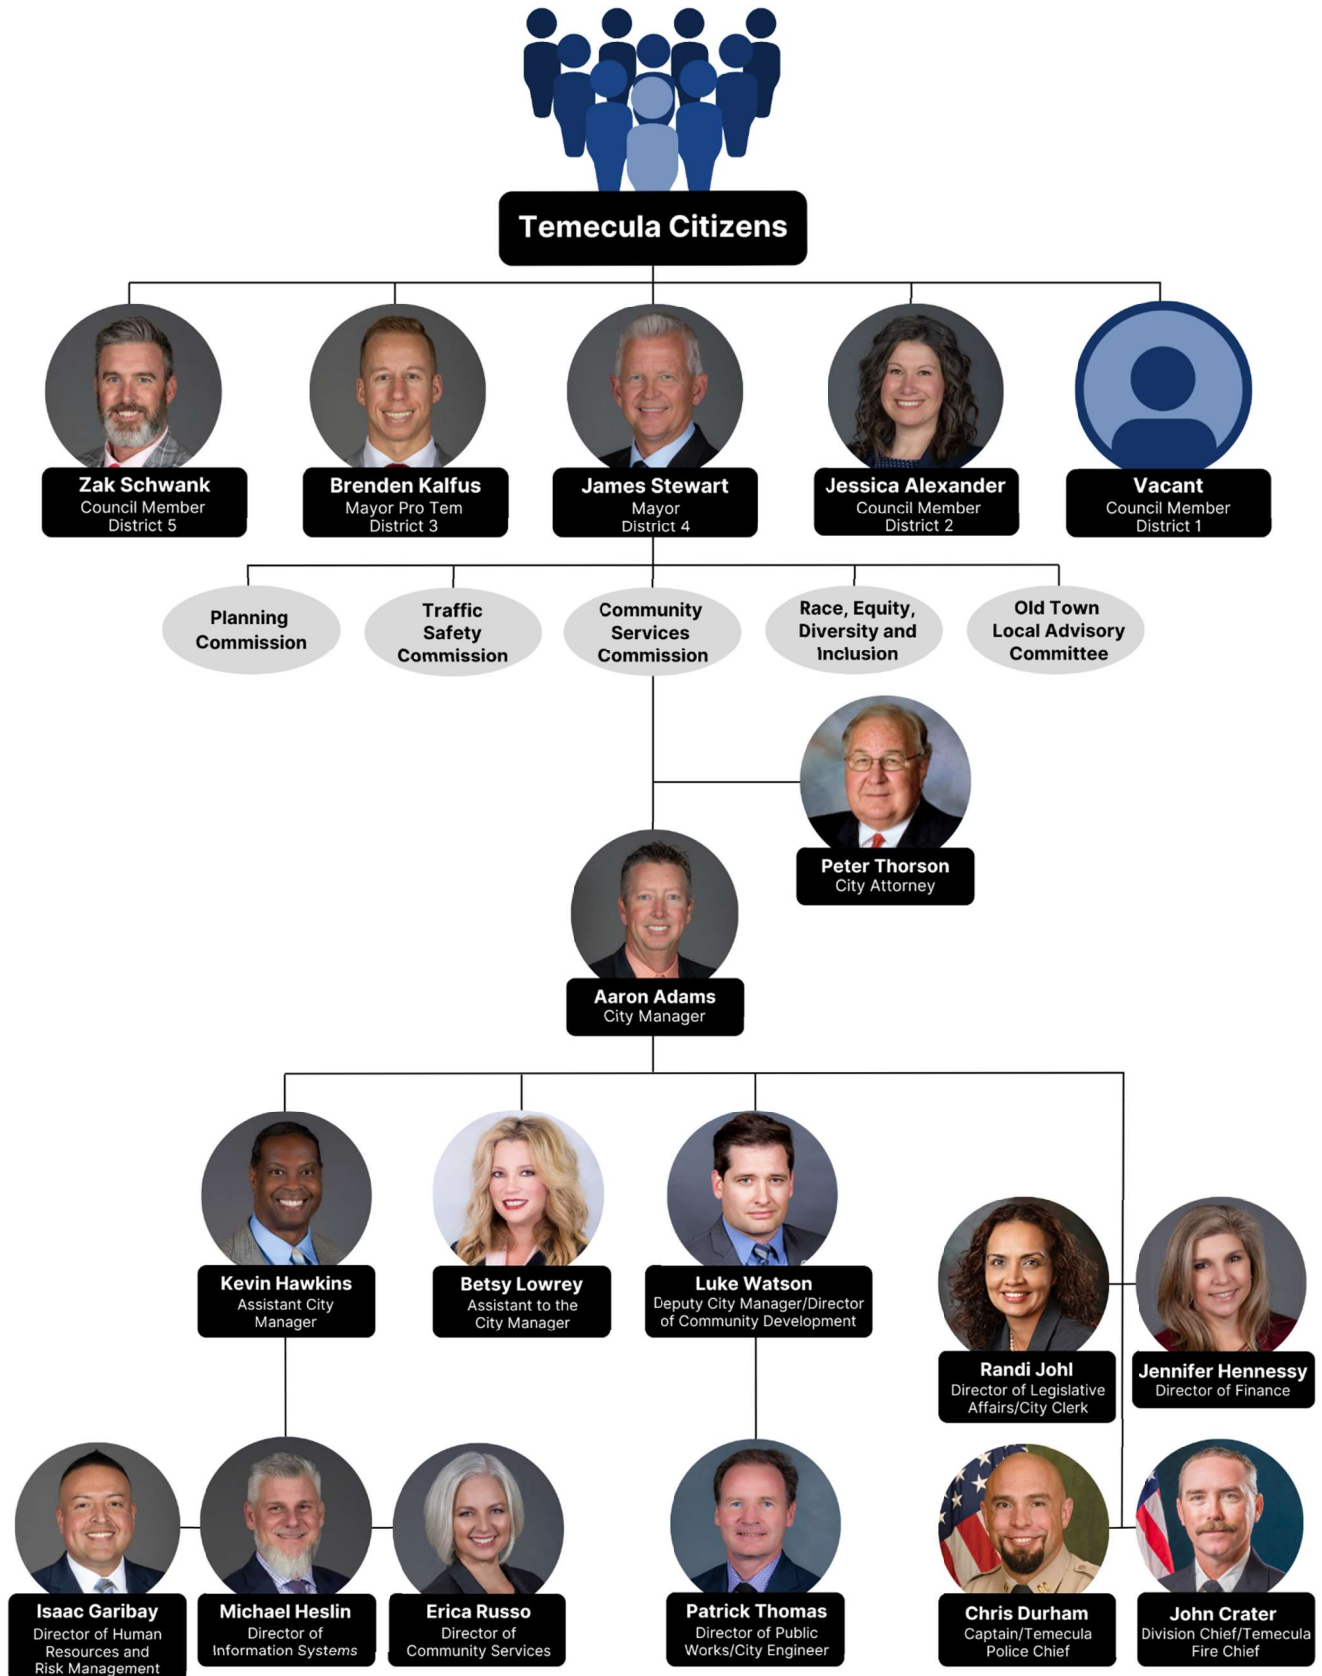 Temecula Citizens
Zak Schwank
Council Member
District 5
Brenden Kalfus
Mayor Pro Tem
District 3
James Stewart
Mayor
District 4
Jessica Alexander
Council Member
District 2
Vacant
Council Member
District 1
Planning
Commission
Traffic
Safety
Commission
Community
Services
Commission
Race, Equity,
Diversity and
Inclusion
Old Town
Local Advisory
Committee
Peter Thorson
City Attorney
Aaron Adams
City Manager
Kevin Hawkins
Assistant City
Manager
Betsy Lowrey
Assistant to the
City Manager
Luke Watson
Deputy City Manager/Director
of Community Development
Randi Johl
Director of Legislative
Affairs/City Clerk
Jennifer Hennessy
Director of Finance
Isaac Garibay
Director of Human
Resources and
Risk Management
Michael Heslin
Director of
Information Systems
Erica Russo
Director of
Community Services
Patrick Thomas
Director of Public
Works/City Engineer
Chris Durham
Captain/Temecula
Police Chief
John Crater
Division Chief/Temecula
Fire Chief